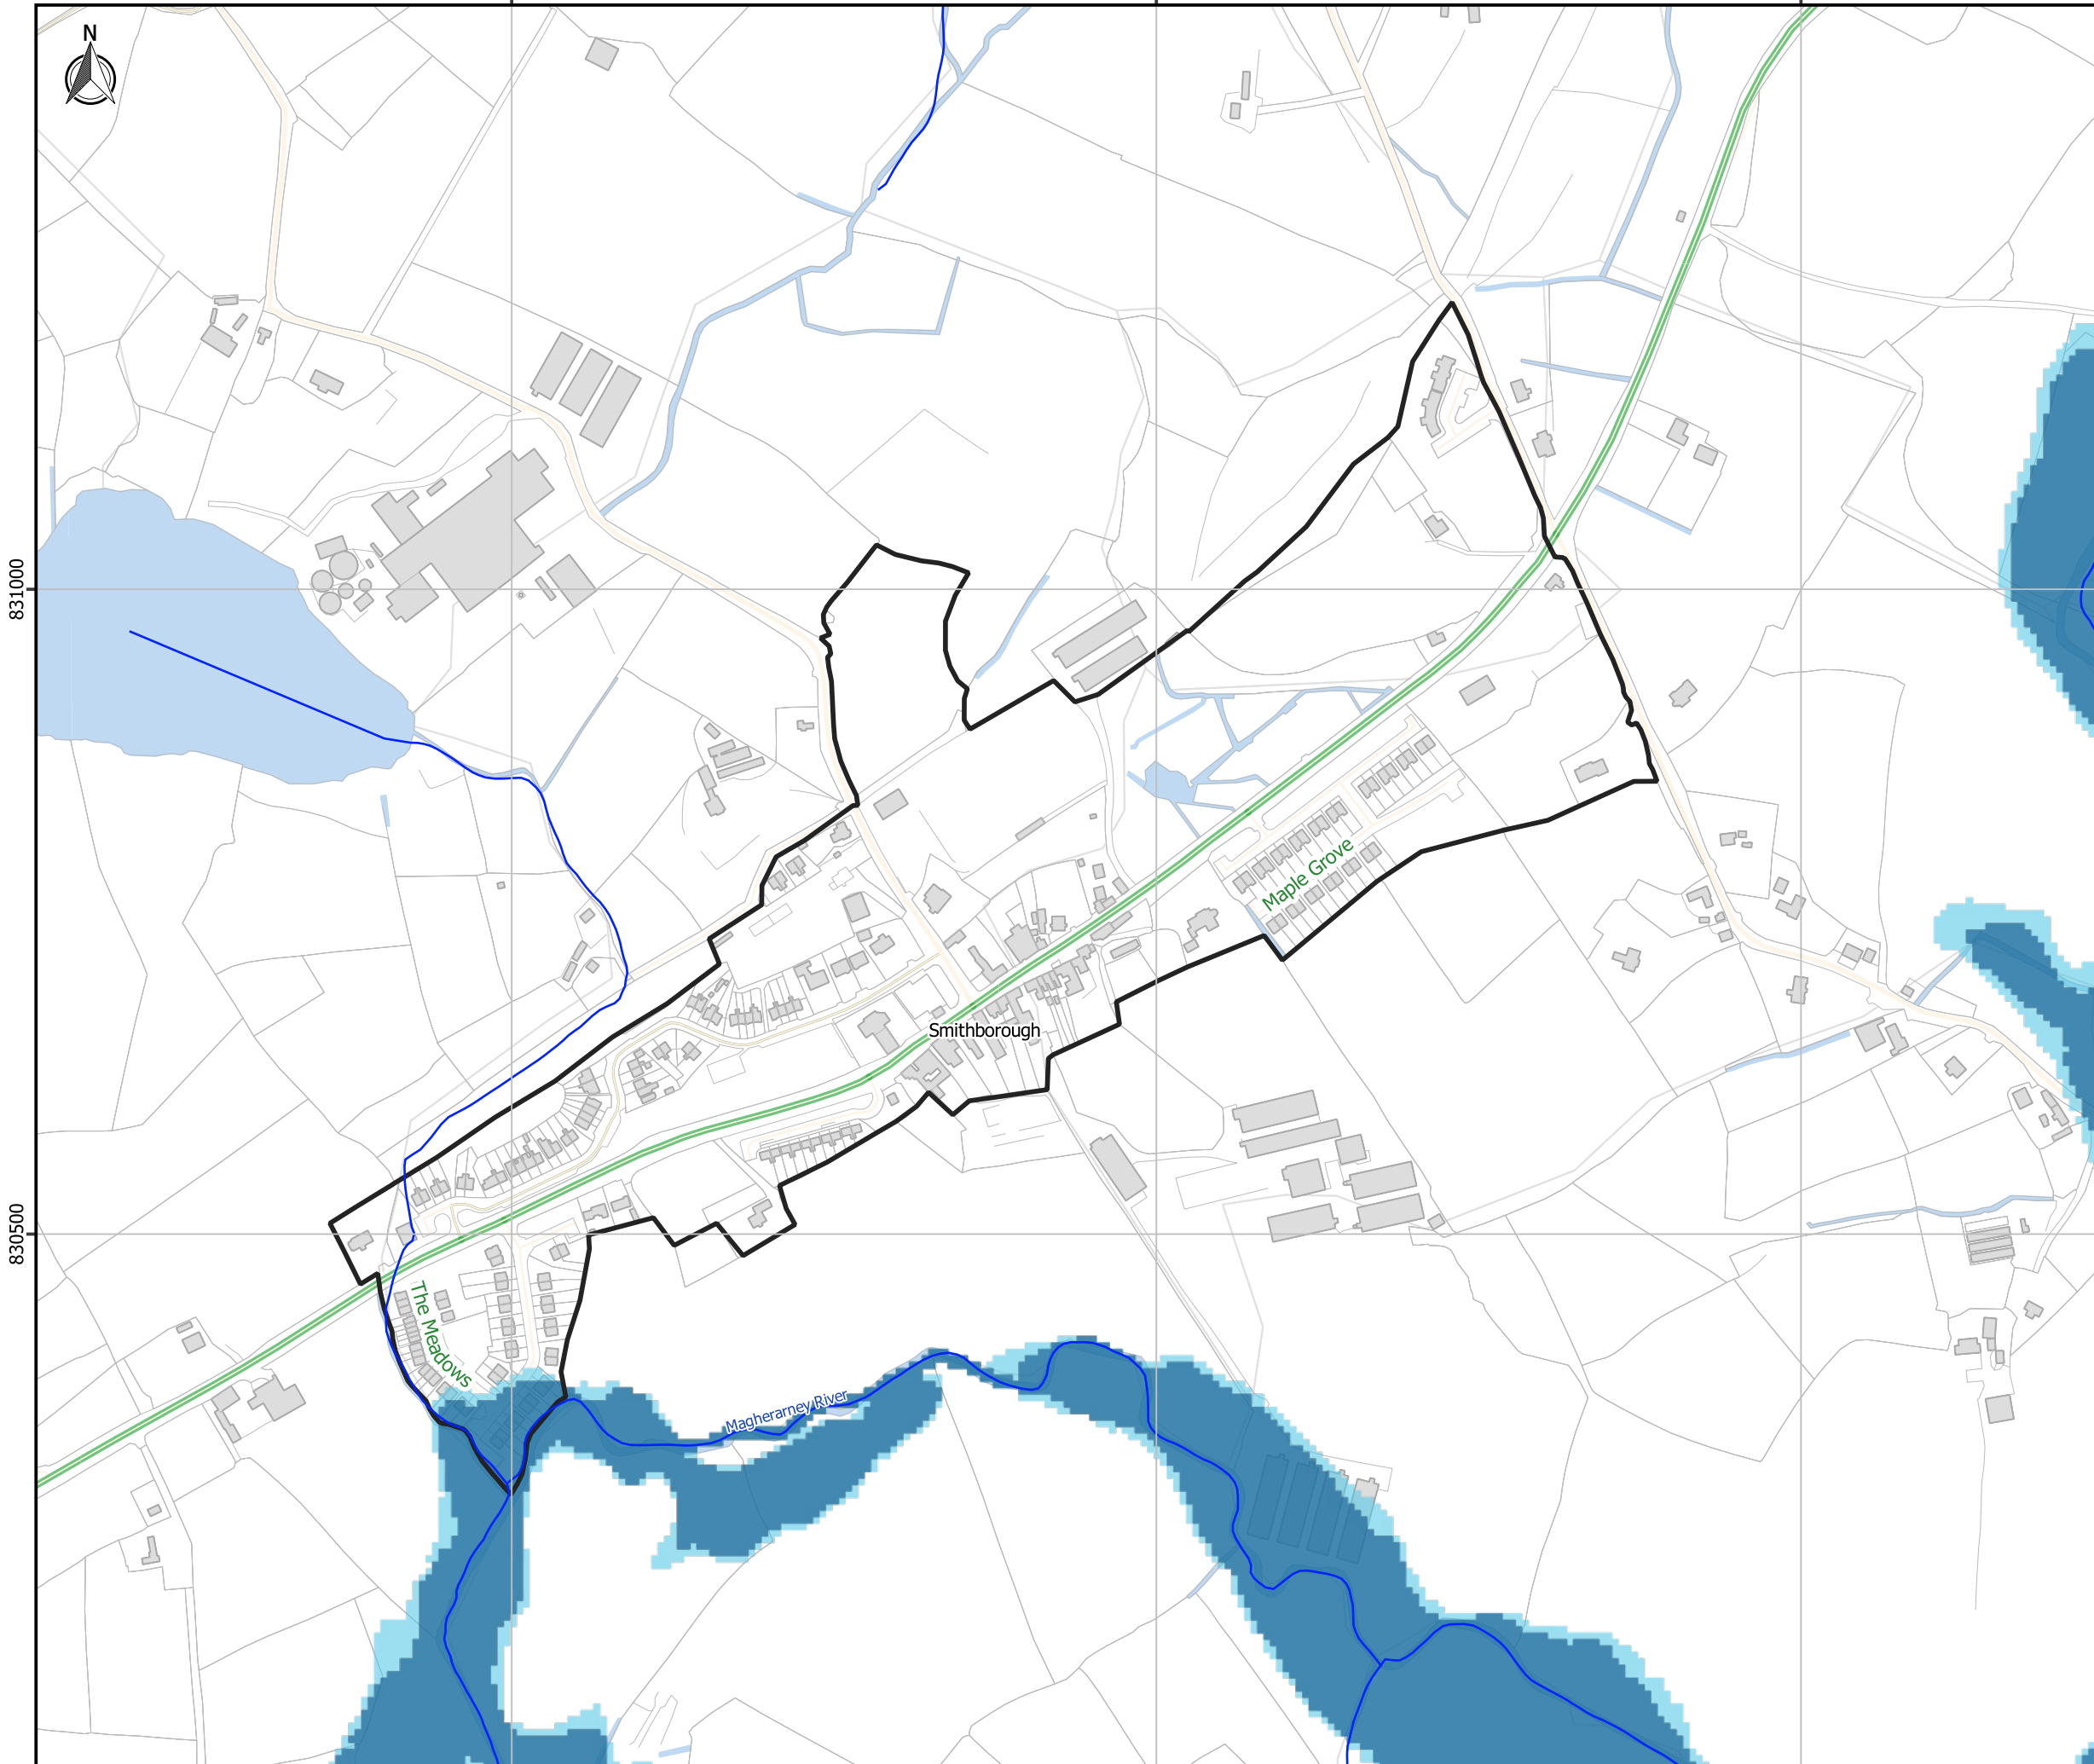 N
831000
Maple Grove
Smithborough
830500
The Meadows
Magherarney River